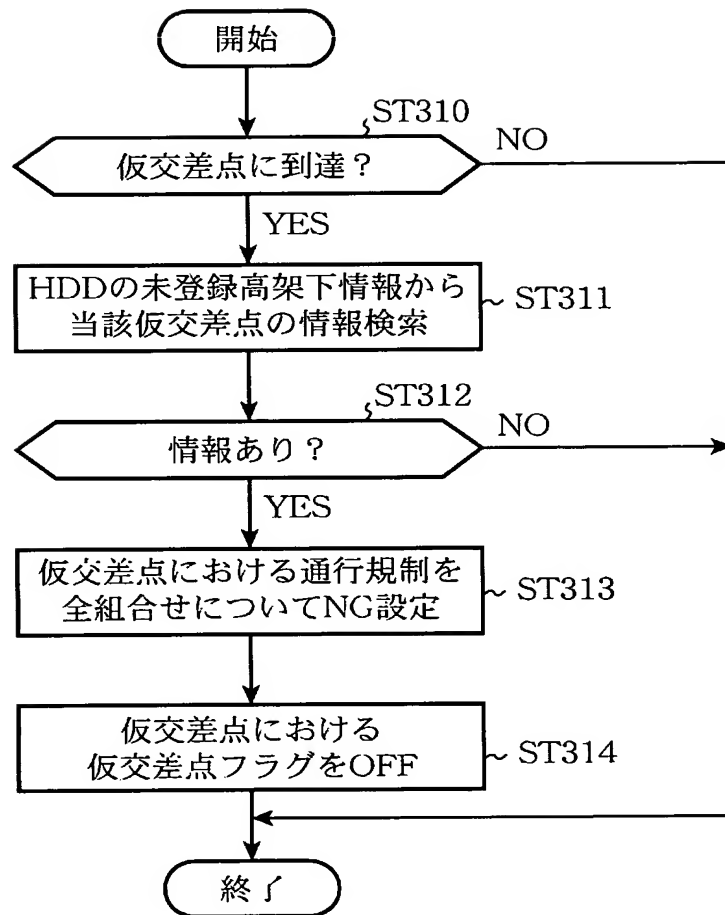 開始
ST310
仮交差点に到達？
NO
YES
HDDの未登録高架下情報から
当該仮交差点の情報検索
ST311
ST312
情報あり？
NO
YES
仮交差点における通行規制を
全組合せについてNG設定
ST313
仮交差点における
仮交差点フラグをOFF
ST314
終了